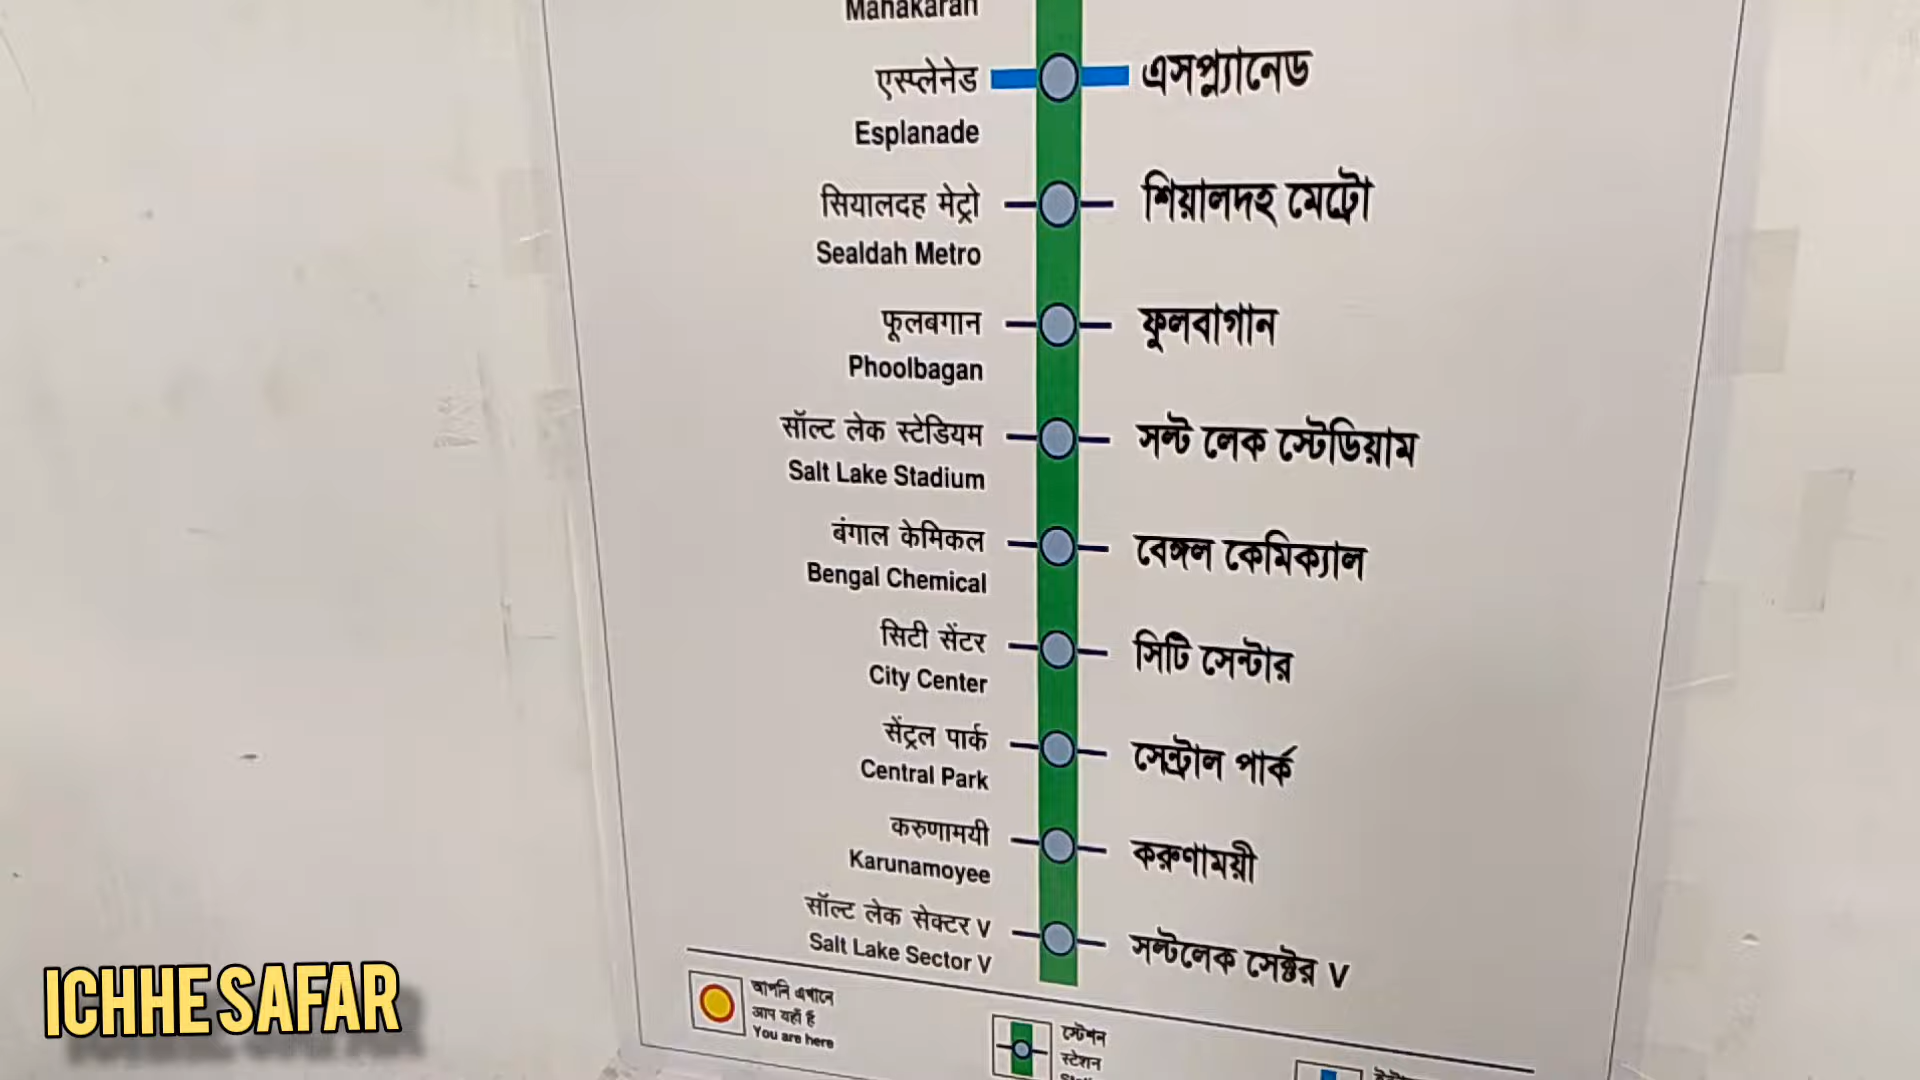 Mahakaran
एस्प्लेनेड
এসপ্ল্যানেড
Esplanade
सियालदह मेट्रो
শিয়ালদহ মেট্রো
Sealdah Metro
फूलबगान
ফুলবাগান
Phoolbagan
सॉल्ट लेक स्टेडियम
সল্ট লেক স্টেডিয়াম
Salt Lake Stadium
बंगाल केमिकल
বেঙ্গল কেমিক্যাল
Bengal Chemical
सिटी सेंटर
সিটি সেন্টার
City Center
सेंट्रल पार्क
সেন্ট্রাল পার্ক
Central Park
करुणामयी
করুণাময়ী
Karunamoyee
सॉल्ट लेक सेक्टर V
সল্টলেক সেক্টর V
Salt Lake Sector V
আপনি এখানে
आप यहाँ हैं
You are here
স্টেশন
स्टेशन
ICHHE SAFAR